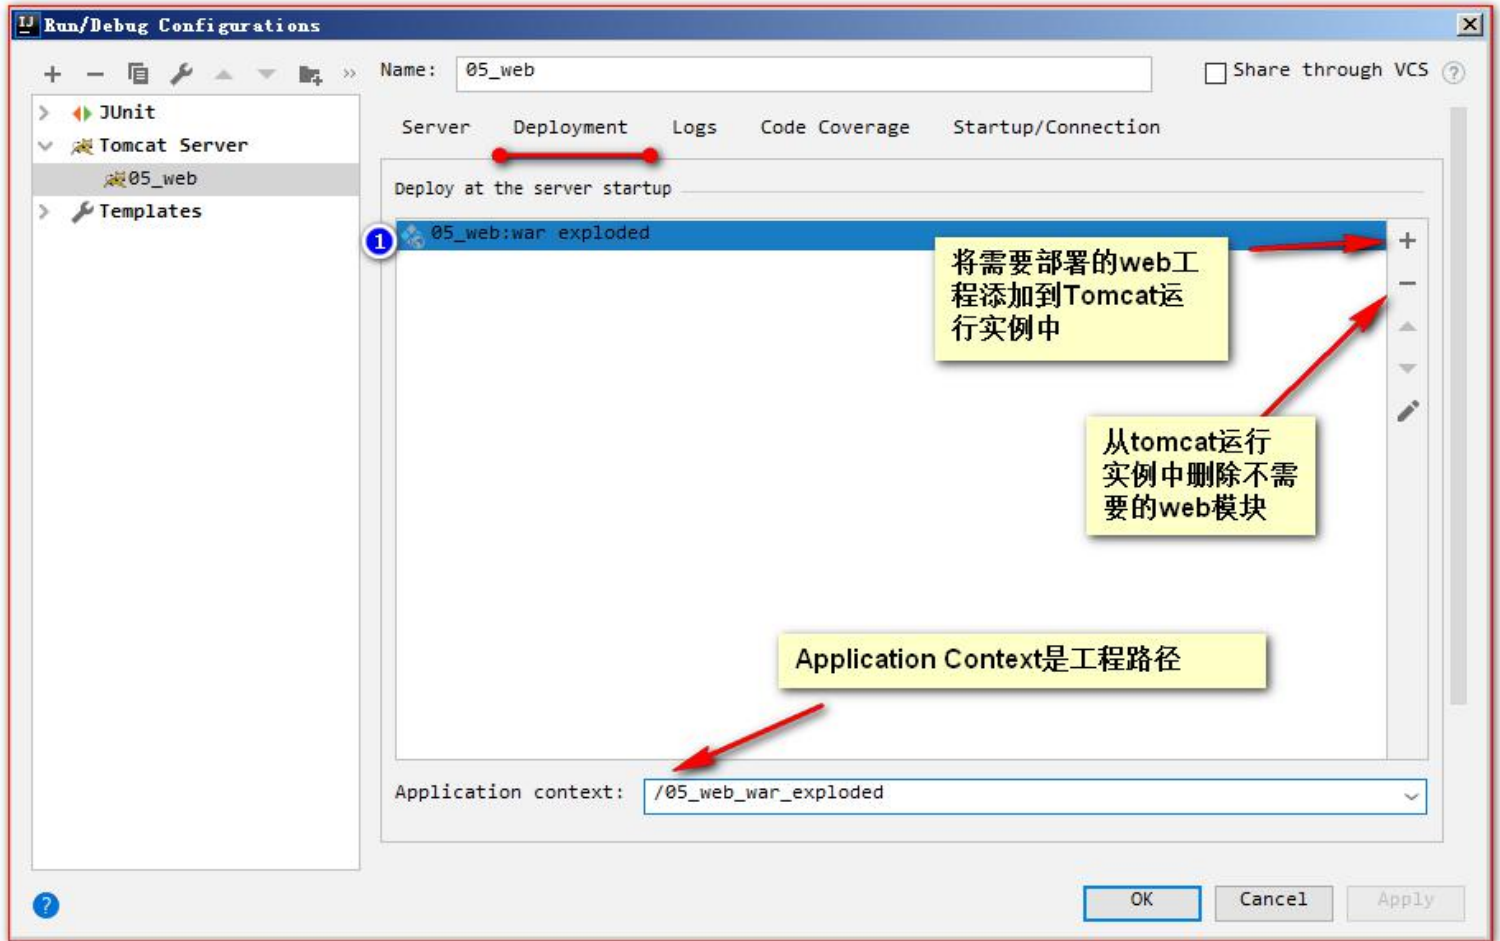 Run/Debug Configurations
Name: 05_web
Share through VCS
JUnit
Tomcat Server
05_web
Templates
Server Deployment Logs Code Coverage Startup/Connection
Deploy at the server startup
1
05_web:war exploded
将需要部署的web工
程添加到Tomcat运
行实例中
从tomcat运行
实例中删除不需
要的web模块
Application Context是工程路径
Application context: /05_web_war_exploded
OK Cancel Apply